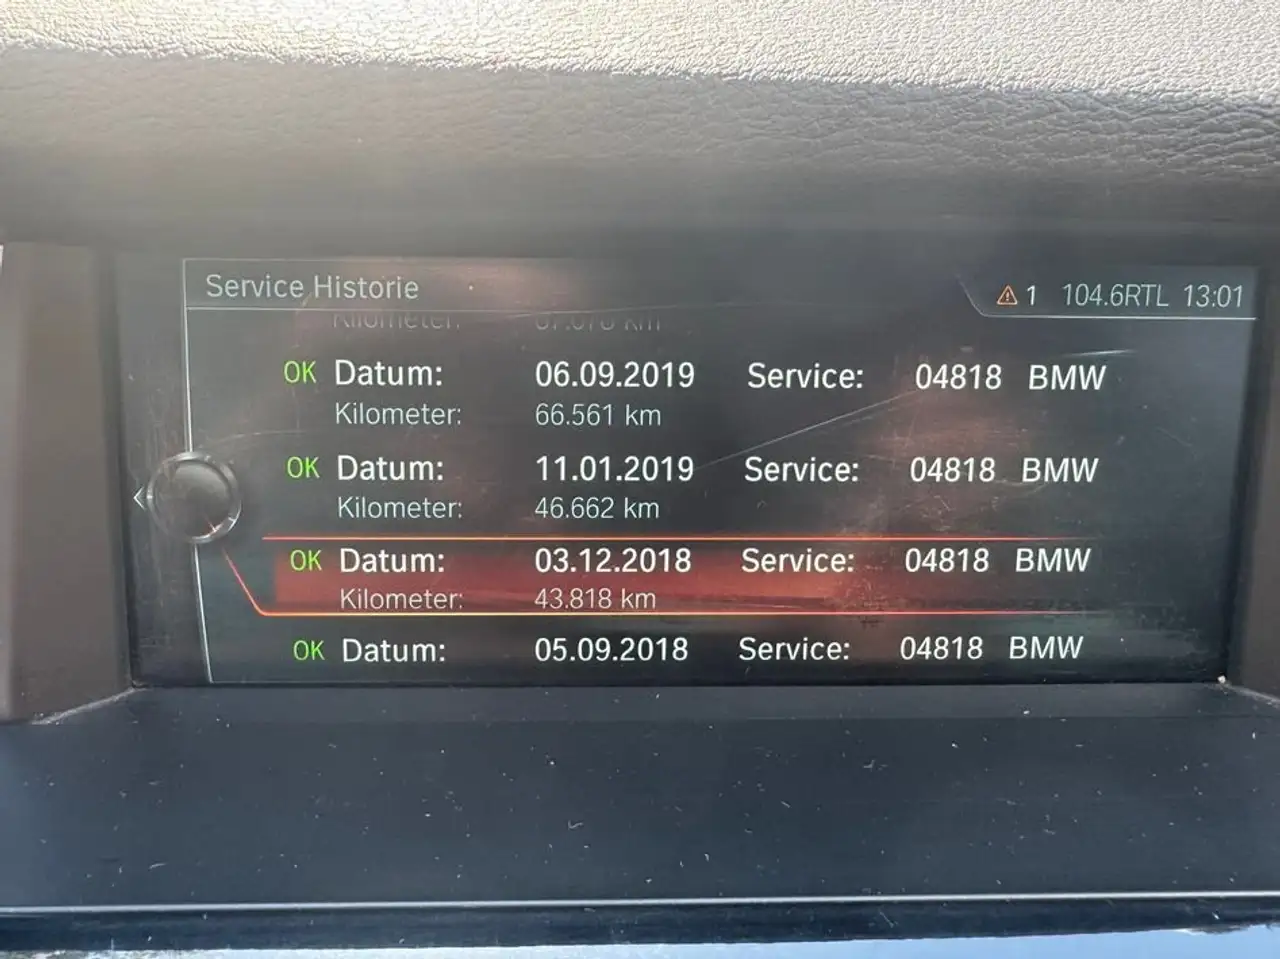 Service Historie
1 104.6RTL 13:01
Kilometer: km
OK Datum: 06.09.2019 Service: 04818 BMW
Kilometer: 66.561 km
OK Datum: 11.01.2019 Service: 04818 BMW
Kilometer: 46.662 km
OK Datum: 03.12.2018 Service: 04818 BMW
Kilometer: 43.818 km
OK Datum: 05.09.2018 Service: 04818 BMW